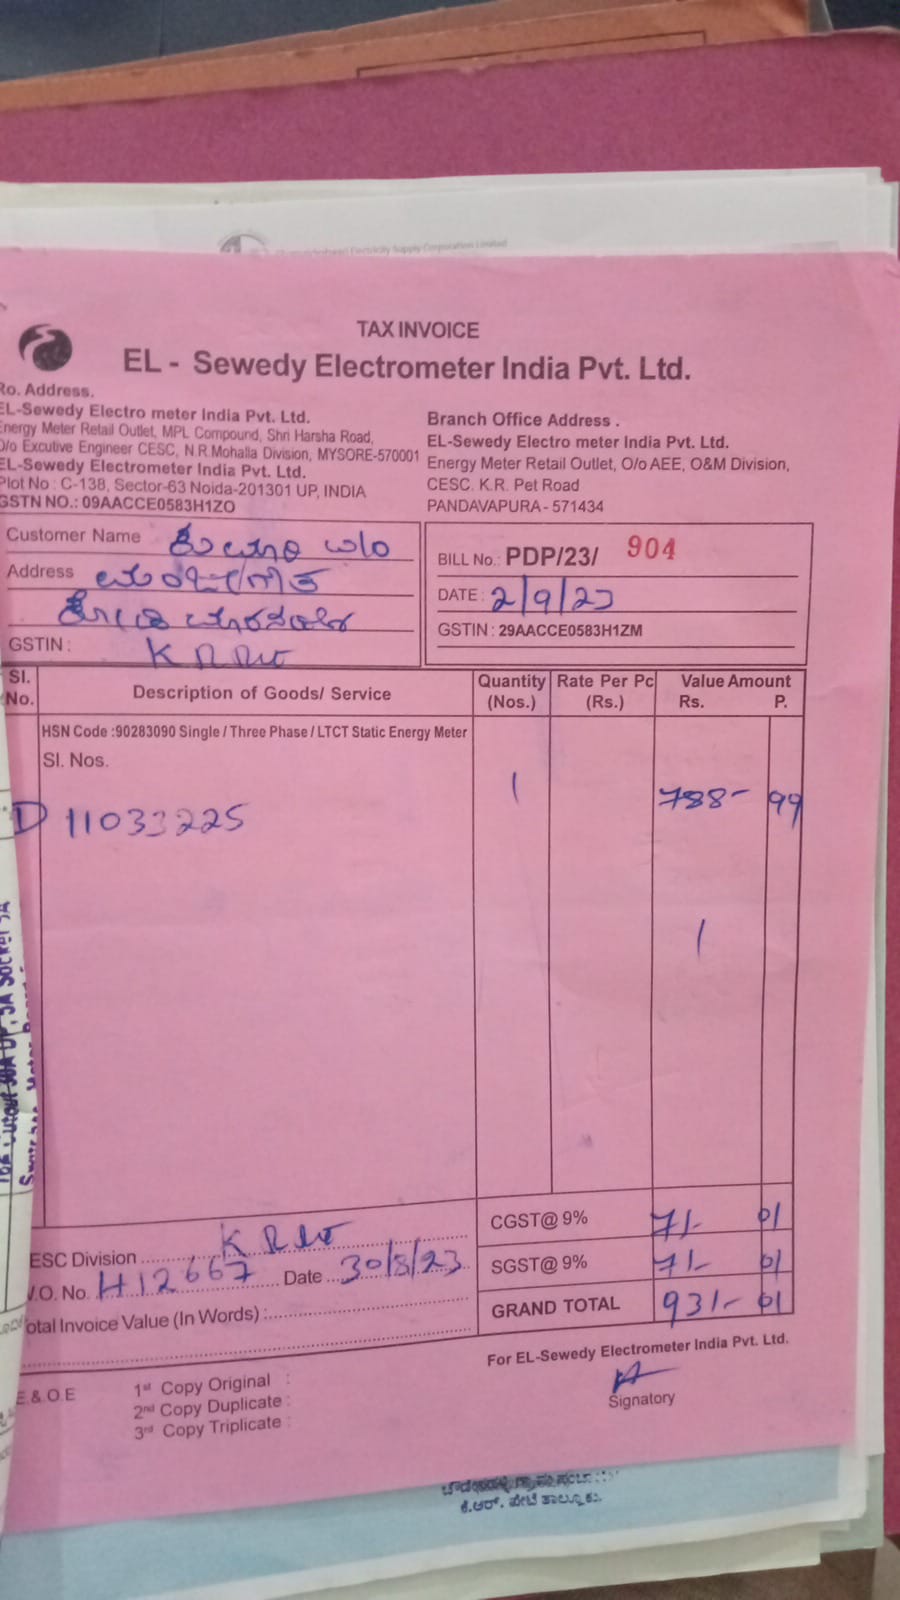 TAX INVOICE
EL - Sewedy Electrometer India Pvt. Ltd.
Ro. Address.
EL-Sewedy Electro meter India Pvt. Ltd.
Energy Meter Retail Outlet, MPL Compound, Shri Harsha Road,
O/o Excutive Engineer CESC, N.R.Mohalla Division, MYSORE-570001
EL-Sewedy Electrometer India Pvt. Ltd.
Plot No : C-138, Sector-63 Noida-201301 UP, INDIA
GSTN NO.: 09AACCE0583H1ZO
Branch Office Address .
EL-Sewedy Electro meter India Pvt. Ltd.
Energy Meter Retail Outlet, O/o AEE, O&M Division,
CESC. K.R. Pet Road
PANDAVAPURA - 571434
Customer Name
Address
GSTIN :
BILL No.: PDP/23/ 904
DATE : 2/9/23
GSTIN : 29AACCE0583H1ZM
Sl. No. Description of Goods/ Service Quantity (Nos.) Rate Per Pc (Rs.) Value Amount Rs. P.
HSN Code :90283090 Single / Three Phase / LTCT Static Energy Meter
Sl. Nos.
1 788- 99
D 11033225
CGST@ 9% 71- 01
SGST@ 9% 71- 01
GRAND TOTAL 931- 01
ESC Division
.O. No. H12667 Date 30/8/23
otal Invoice Value (In Words) :
For EL-Sewedy Electrometer India Pvt. Ltd.
Signatory
E.& O.E
1st Copy Original :
2nd Copy Duplicate :
3rd Copy Triplicate :
ಕೆ.ಆರ್. ಪೇಟೆ ತಾಲ್ಲೂಕು.